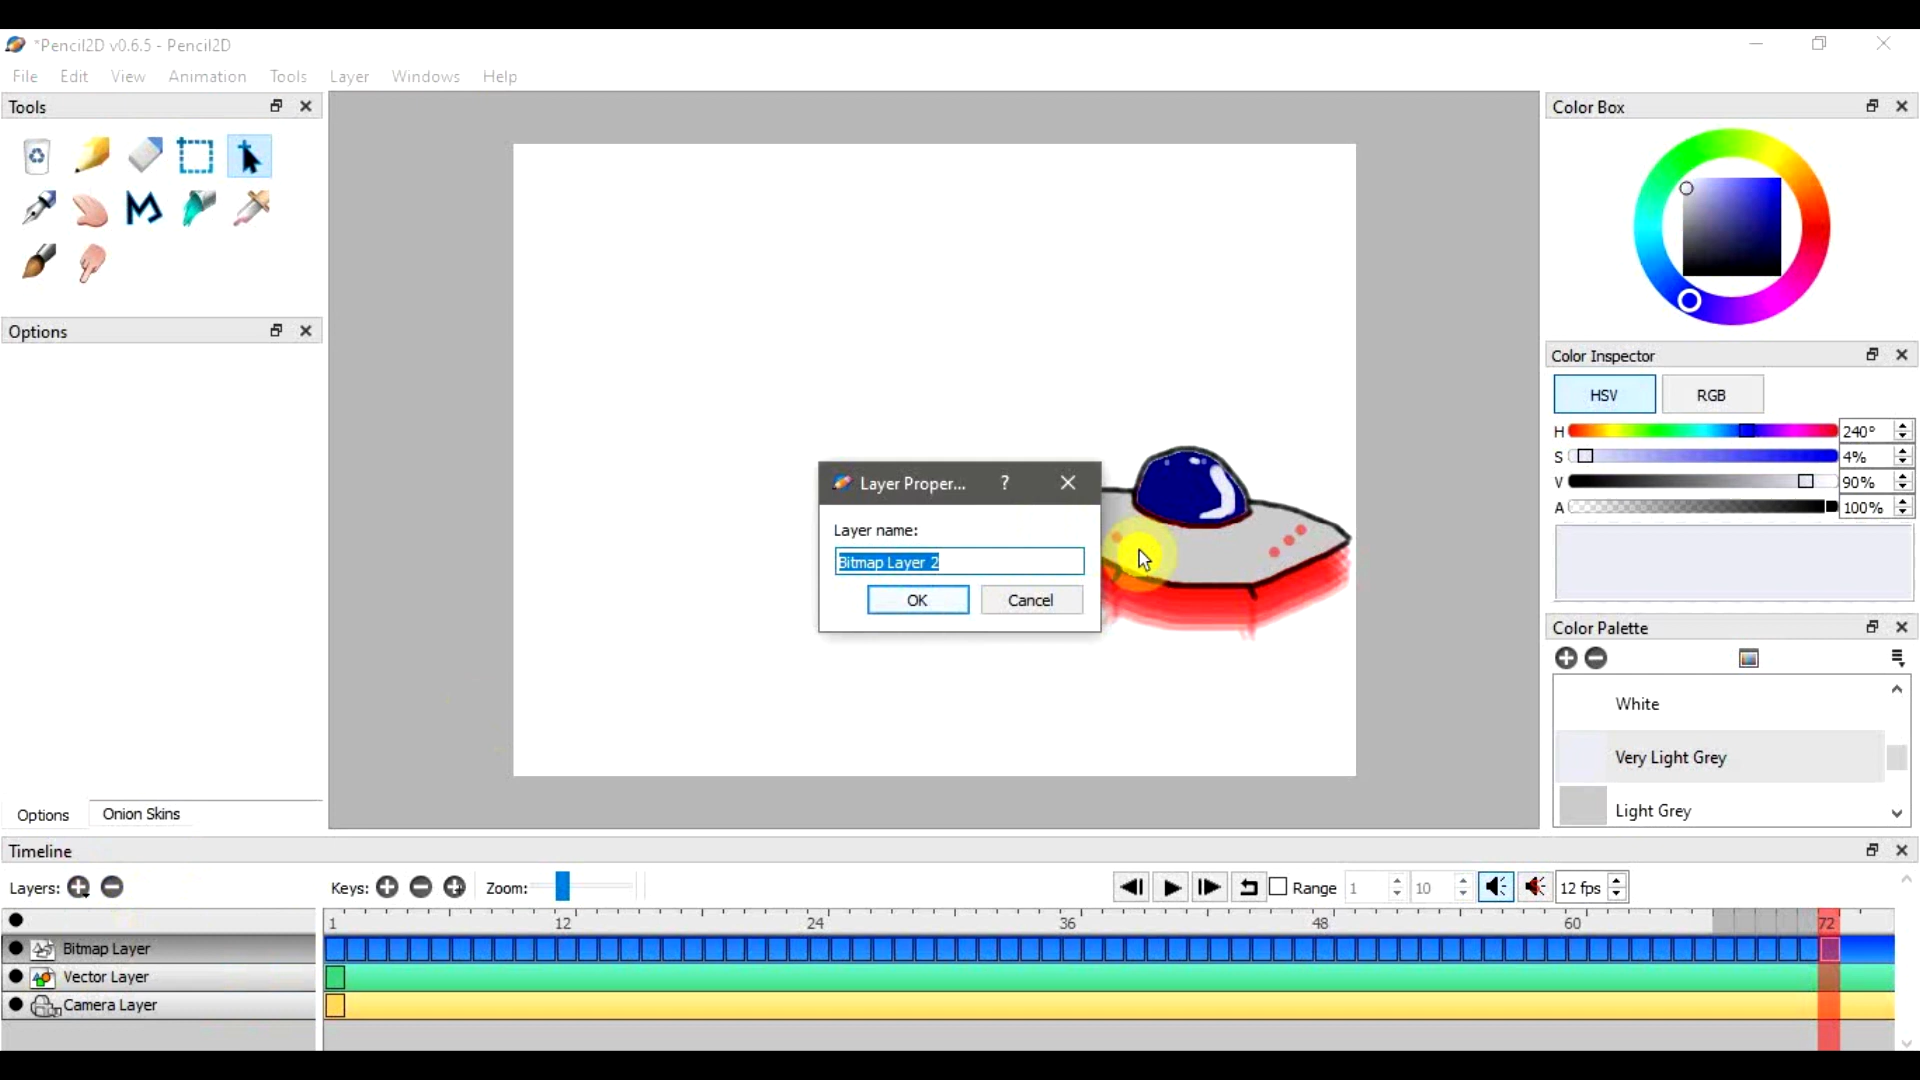 *Pencil2D v0.6.5 - Pencil2D
File Edit View Animation Tools Layer Windows Help
Tools
Color Box
Options
Color Inspector
HSV RGB
H 240°
S 4%
V 90%
A 100%
Layer Proper... ?
Layer name:
Bitmap Layer 2
OK Cancel
Color Palette
White
Very Light Grey
Light Grey
Options Onion Skins
Timeline
Layers: Keys: Zoom: Range 1 10 12 fps
1 12 24 36 48 60 72
Bitmap Layer
Vector Layer
Camera Layer